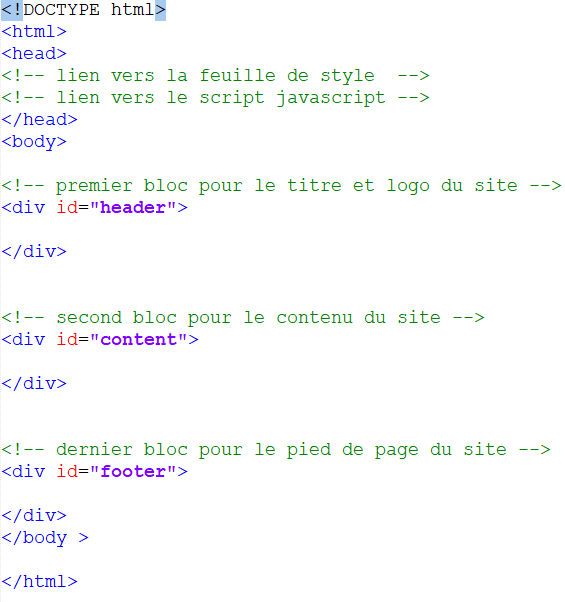 <!DOCTYPE html>
<html>
<head>
<!-- lien vers la feuille de style  -->
<!-- lien vers le script javascript -->
</head>
<body>
<!-- premier bloc pour le titre et logo du site -->
<div id="header">
</div>
<!-- second bloc pour le contenu du site -->
<div id="content">
</div>
<!-- dernier bloc pour le pied de page du site -->
<div id="footer">
</div>
</body >
</html>